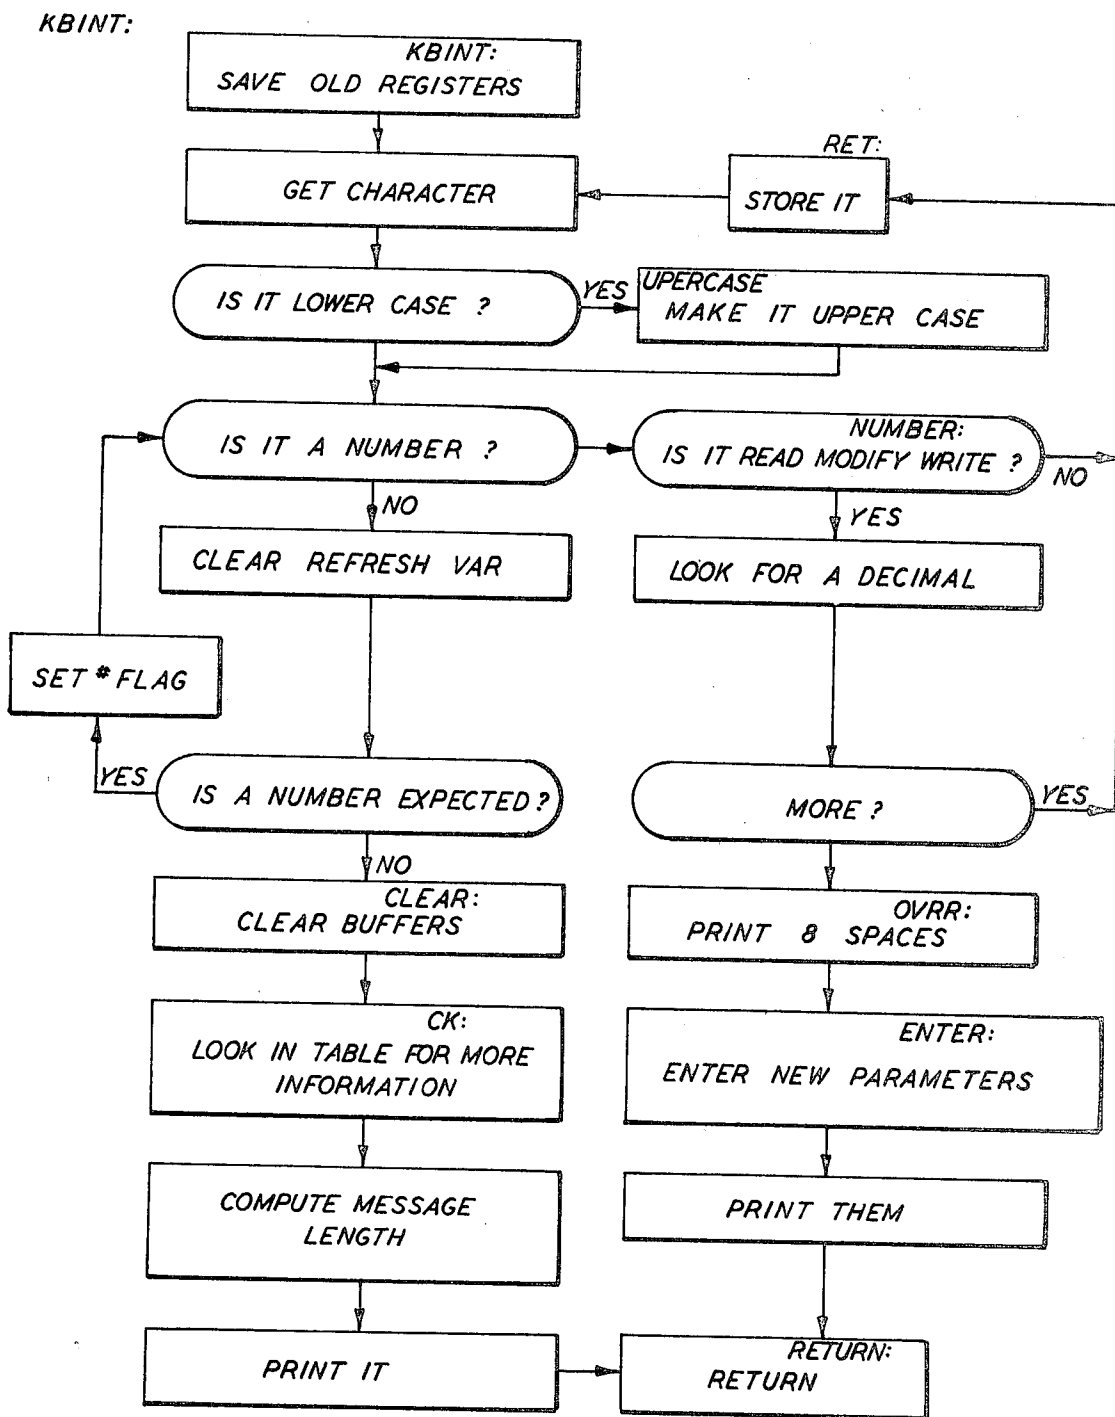 KBINT:
KBINT:
SAVE OLD REGISTERS
GET CHARACTER
RET:
STORE IT
IS IT LOWER CASE ?
YES
UPERCASE
MAKE IT UPPER CASE
IS IT A NUMBER ?
NUMBER:
IS IT READ MODIFY WRITE ?
NO
NO
YES
CLEAR REFRESH VAR
LOOK FOR A DECIMAL
SET # FLAG
YES
IS A NUMBER EXPECTED ?
MORE ?
YES
NO
CLEAR:
CLEAR BUFFERS
OVRR:
PRINT 8 SPACES
CK:
LOOK IN TABLE FOR MORE
INFORMATION
ENTER:
ENTER NEW PARAMETERS
COMPUTE MESSAGE
LENGTH
PRINT THEM
PRINT IT
RETURN:
RETURN